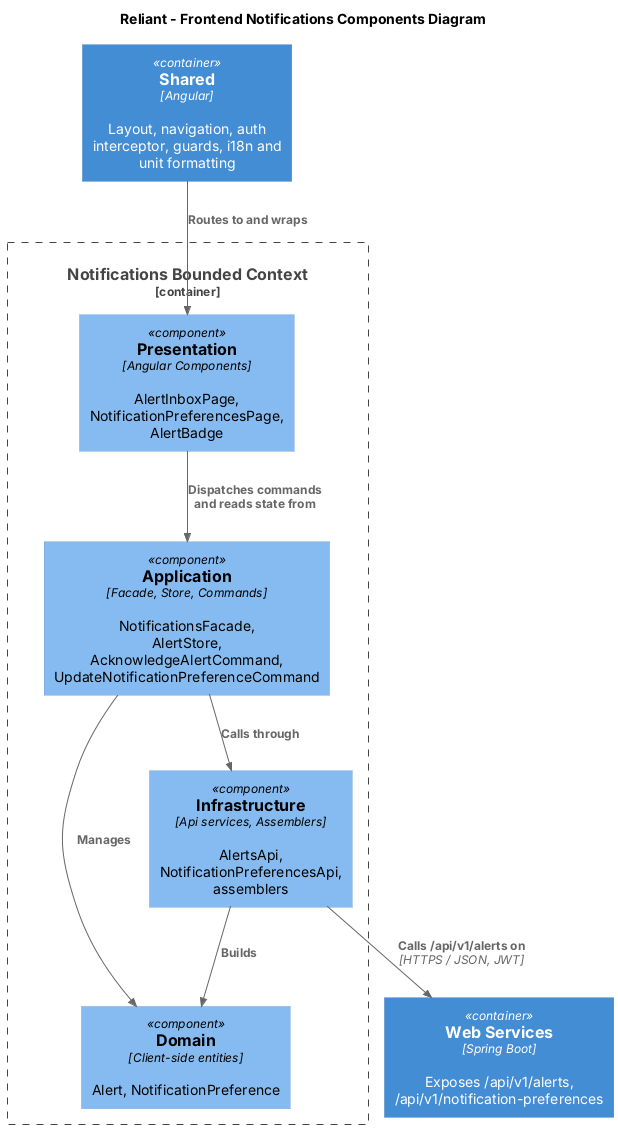 Reliant - Frontend Notifications Components Diagram
«container»
Shared
[Angular]
Layout, navigation, auth
interceptor, guards, i18n and
unit formatting
Routes to and wraps
Notifications Bounded Context
[container]
«component»
Presentation
[Angular Components]
AlertInboxPage,
NotificationPreferencesPage,
AlertBadge
Dispatches commands
and reads state from
«component»
Application
[Facade, Store, Commands]
NotificationsFacade,
AlertStore,
AcknowledgeAlertCommand,
UpdateNotificationPreferenceCommand
Calls through
«component»
Infrastructure
[Api services, Assemblers]
AlertsApi,
NotificationPreferencesApi,
assemblers
Manages
Builds
Calls /api/v1/alerts on
[HTTPS / JSON, JWT]
«component»
Domain
[Client-side entities]
Alert, NotificationPreference
«container»
Web Services
[Spring Boot]
Exposes /api/v1/alerts,
/api/v1/notification-preferences